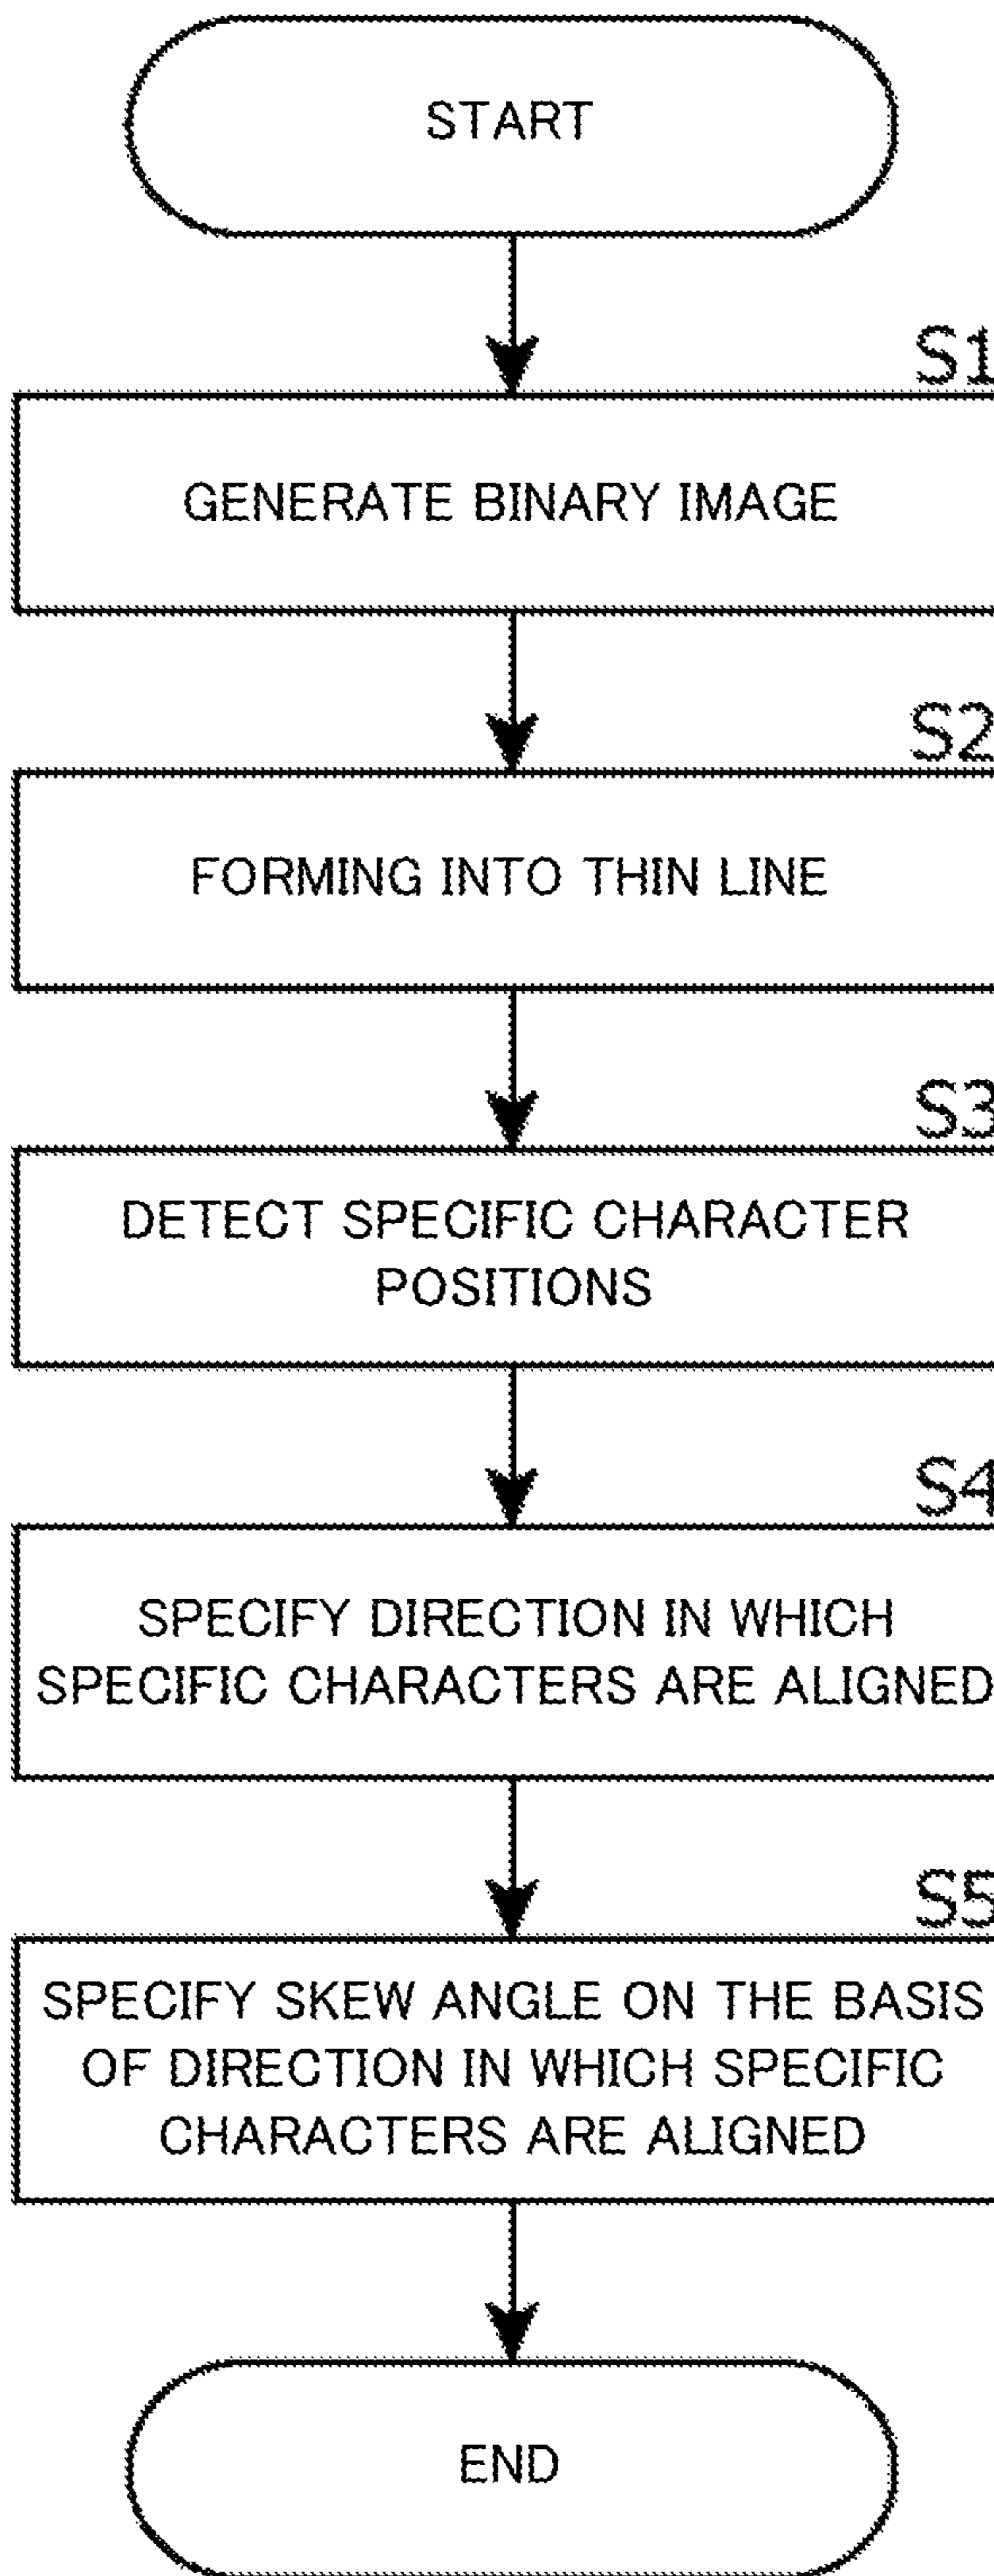 START
S1
GENERATE BINARY IMAGE
S2
FORMING INTO THIN LINE
S3
DETECT SPECIFIC CHARACTER
POSITIONS
S4
SPECIFY DIRECTION IN WHICH
SPECIFIC CHARACTERS ARE ALIGNED
S5
SPECIFY SKEW ANGLE ON THE BASIS
OF DIRECTION IN WHICH SPECIFIC
CHARACTERS ARE ALIGNED
END